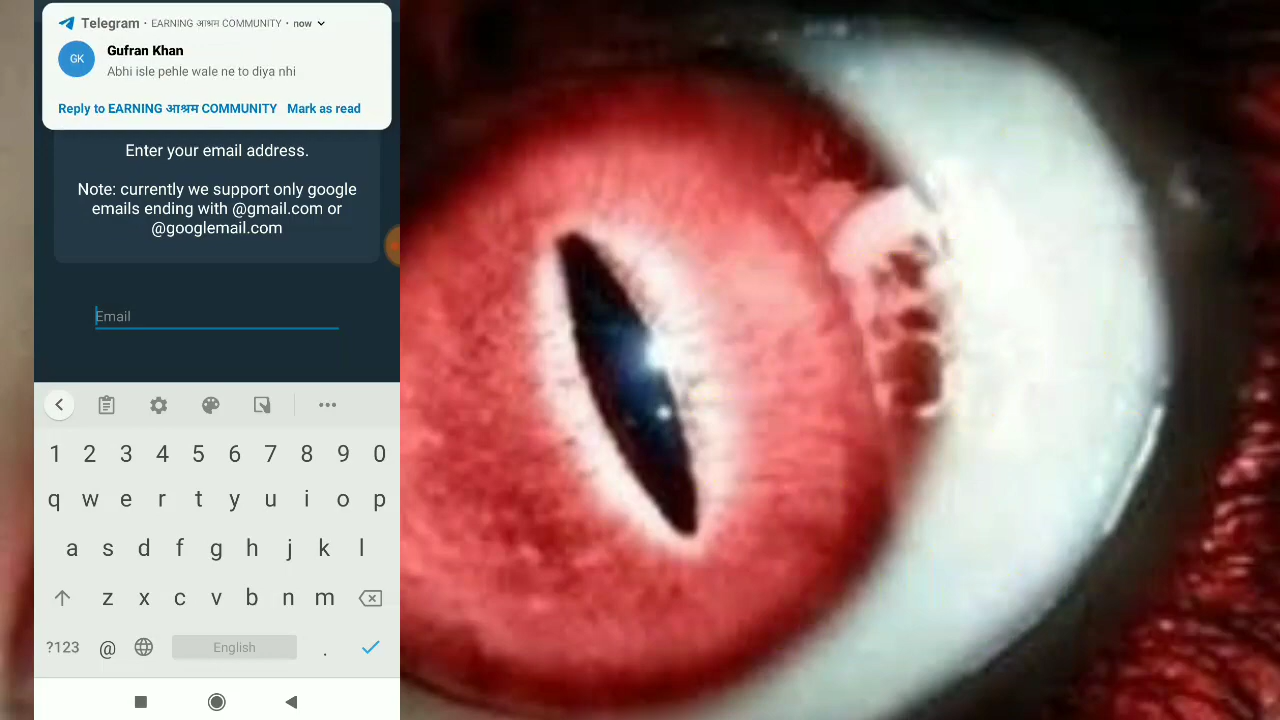 Telegram · EARNING आश्रम COMMUNITY · now
GK
Gufran Khan
Abhi isle pehle wale ne to diya nhi
Reply to EARNING आश्रम COMMUNITY Mark as read
Enter your email address.
Note: currently we support only google
emails ending with @gmail.com or
@googlemail.com
Email
1 2 3 4 5 6 7 8 9 0
q w e r t y u i o p
a s d f g h j k l
z x c v b n m
?123 @ English .